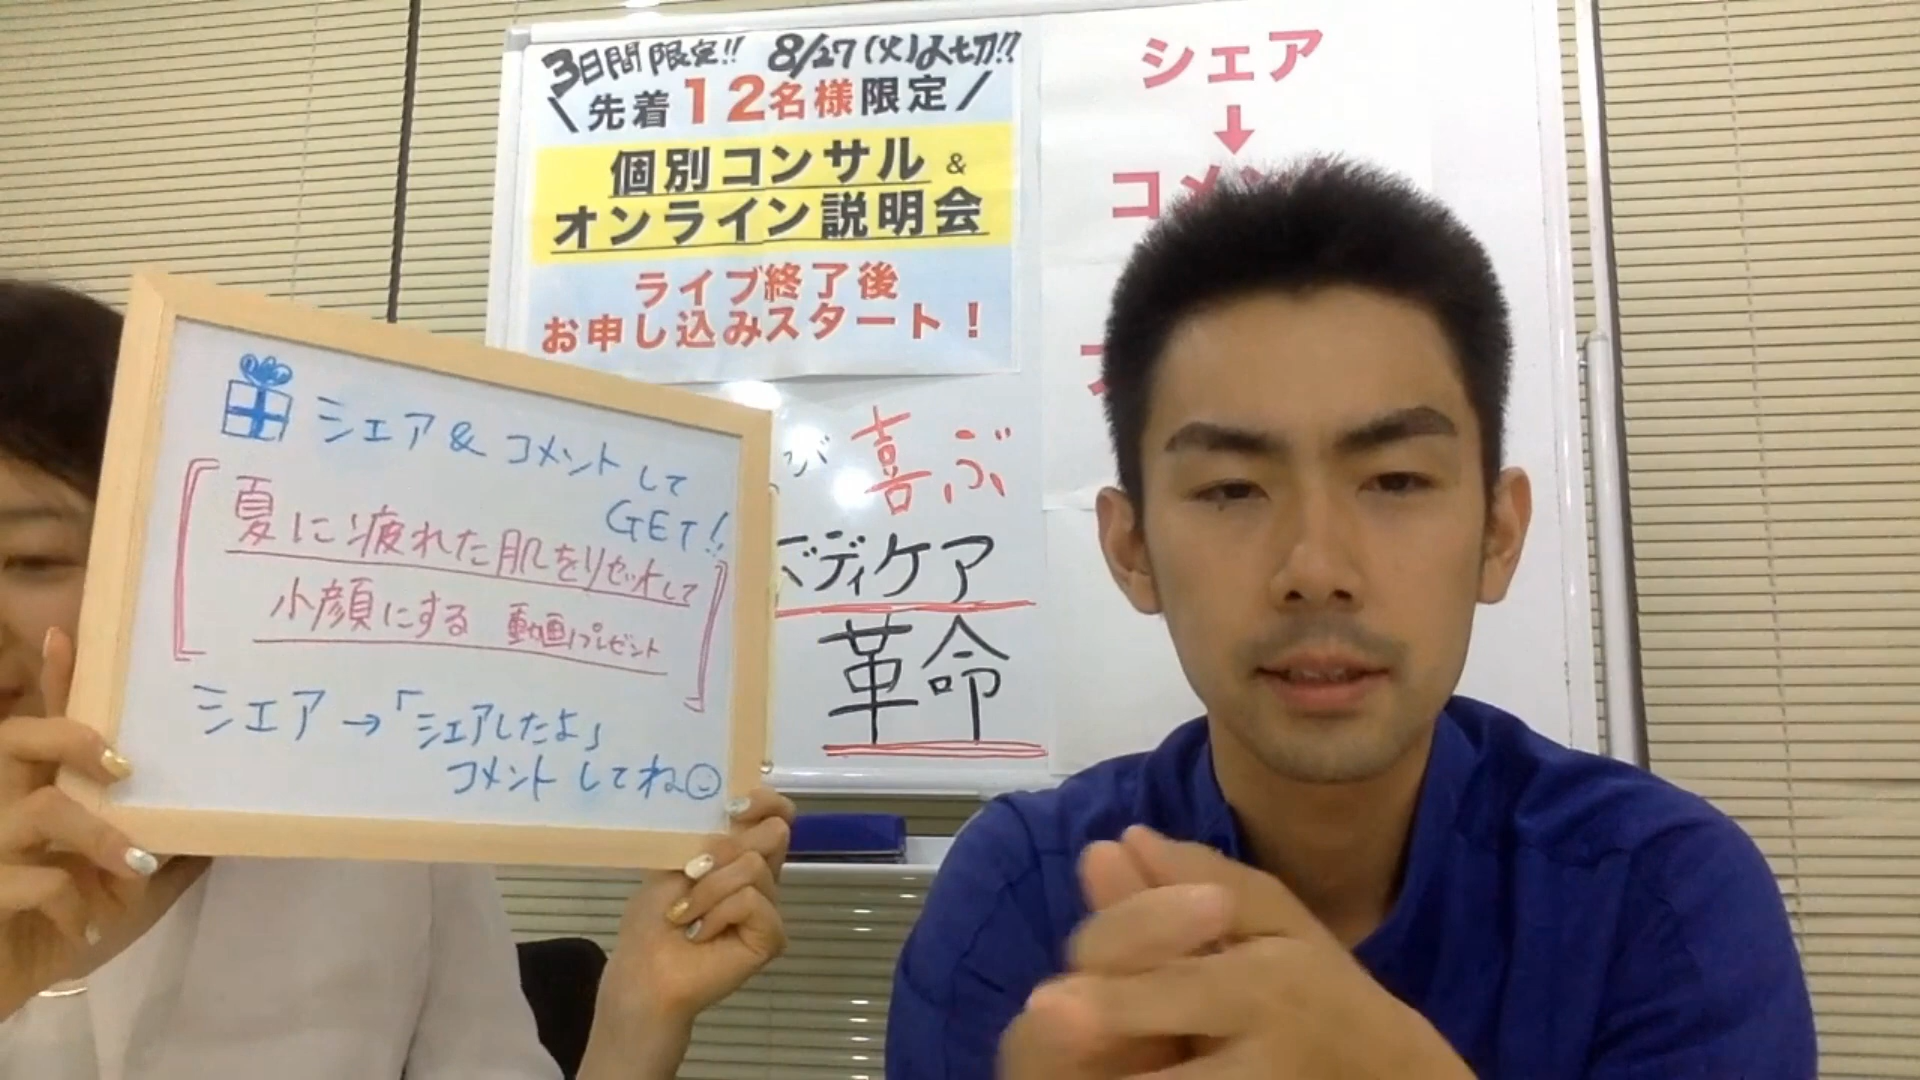 3日間限定!! 8/27(火)〆切!!
\先着12名様限定/
個別コンサル &
オンライン説明会
ライブ終了後
お申し込みスタート！
シェア
↓
コメン
喜ぶ
ボディケア
革命
シェア & コメントして
GET!!
夏に疲れた肌をリセットして
小顔にする 動画プレゼント
シェア→「シェアしたよ」
コメントしてね